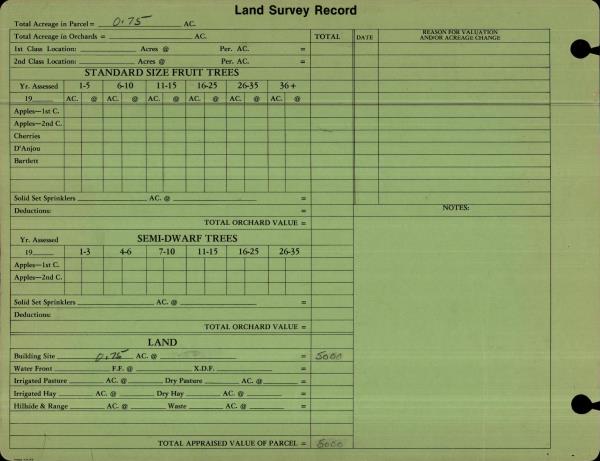 Land Survey Record
Total Acreage in Parcel = 0.75 AC.
Total Acreage in Orchards = AC. TOTAL DATE REASON FOR VALUATION AND/OR ACREAGE CHANGE
1st Class Location: Acres @ Per. AC. =
2nd Class Location: Acres @ Per. AC. =
STANDARD SIZE FRUIT TREES
Yr. Assessed 1-5 6-10 11-15 16-25 26-35 36+
19 AC. @ AC. @ AC. @ AC. @ AC. @ AC. @
Apples—1st C.
Apples—2nd C.
Cherries
D'Anjou
Bartlett
Solid Set Sprinklers AC. @ =
Deductions: = NOTES:
TOTAL ORCHARD VALUE =
Yr. Assessed SEMI-DWARF TREES
19 1-3 4-6 7-10 11-15 16-25 26-35
Apples—1st C.
Apples—2nd C.
Solid Set Sprinklers AC. @ =
Deductions:
TOTAL ORCHARD VALUE =
LAND
Building Site 0.75 AC. @ = 5000
Water Front F.F. @ X.D.F. =
Irrigated Pasture AC. @ Dry Pasture AC. @ =
Irrigated Hay AC. @ Dry Hay AC. @ =
Hillside & Range AC. @ Waste AC. @ =
TOTAL APPRAISED VALUE OF PARCEL = 5000